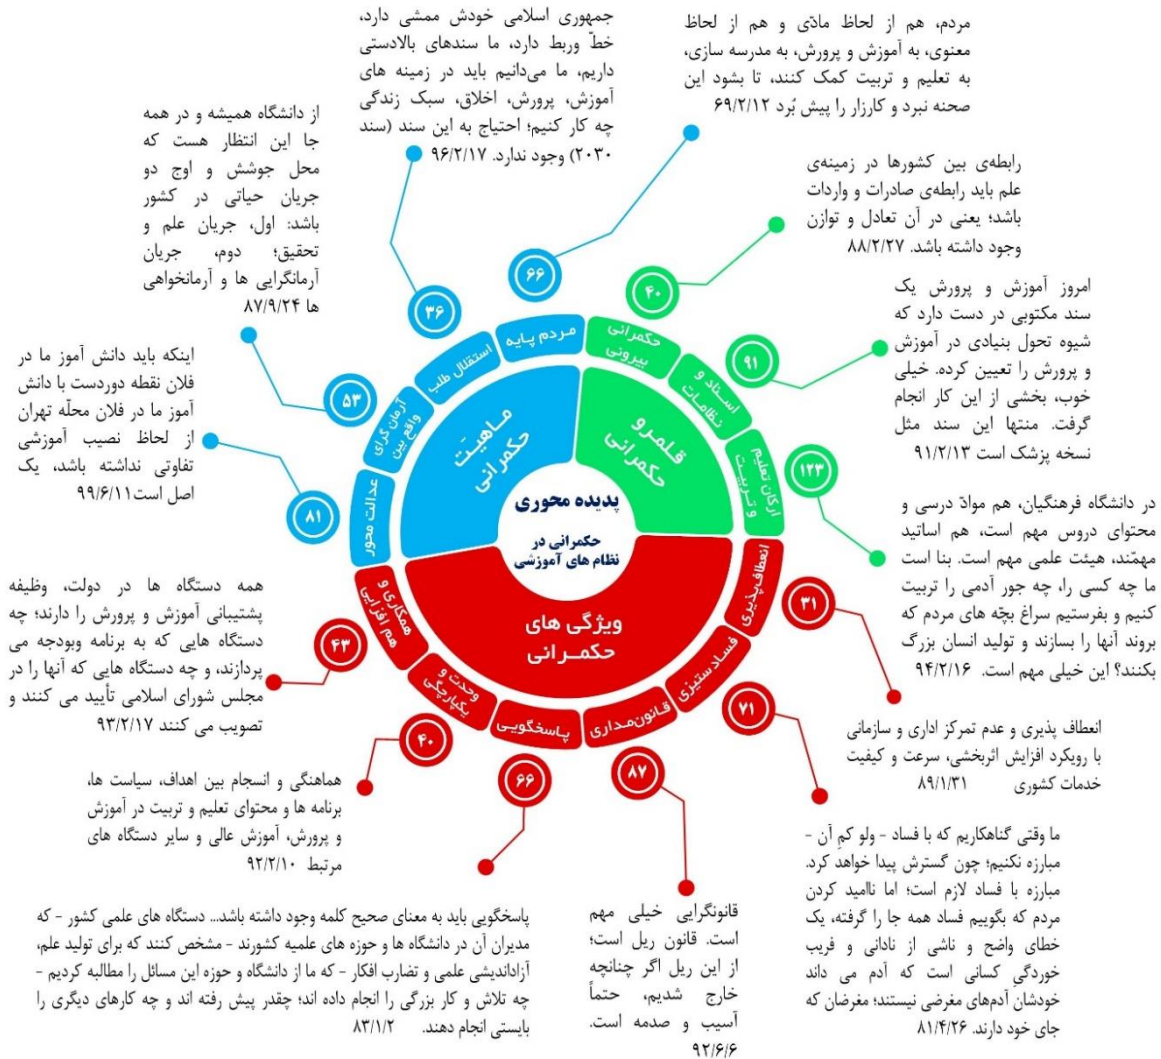 مردم، هم از لحاظ مادّی و هم از لحاظ
معنوی، به آموزش و پرورش، به مدرسه سازی،
به تعلیم و تربیت کمک کنند، تا بشود این
صحنه نبرد و کارزار را پیش بُرد ۶۹/۲/۱۲
جمهوری اسلامی خودش ممشی دارد،
خطّ وربط دارد، ما سندهای بالادستی
داریم، ما می‌دانیم باید در زمینه های
آموزش، پرورش، اخلاق، سبک زندگی
چه کار کنیم؛ احتیاج به این سند (سند
۲۰۳۰) وجود ندارد. ۹۶/۲/۱۷
از دانشگاه همیشه و در همه
جا این انتظار هست که
محل جوشش و اوج دو
جریان حیاتی در کشور
باشد: اول، جریان علم و
تحقیق؛ دوم، جریان
آرمانگرایی ها و آرمانخواهی
ها ۸۷/۹/۲۴
رابطه‌ی بین کشورها در زمینه‌ی
علم باید رابطه‌ی صادرات و واردات
باشد؛ یعنی در آن تعادل و توازن
وجود داشته باشد. ۸۸/۲/۲۷
امروز آموزش و پرورش یک
سند مکتوبی در دست دارد که
شیوه تحول بنیادی در آموزش
و پرورش را تعیین کرده. خیلی
خوب، بخشی از این کار انجام
گرفت. منتها این سند مثل
نسخه پزشک است ۹۱/۲/۱۳
اینکه باید دانش آموز ما در
فلان نقطه دوردست با دانش
آموز ما در فلان محلّه تهران
از لحاظ نصیب آموزشی
تفاوتی نداشته باشد، یک
اصل است۹۹/۶/۱۱
در دانشگاه فرهنگیان، هم موادّ درسی و
محتوای دروس مهم است، هم اساتید
مهمّند، هیئت علمی مهم است. بنا است
ما چه کسی را، چه جور آدمی را تربیت
کنیم و بفرستیم سراغ بچّه های مردم که
بروند آنها را بسازند و تولید انسان بزرگ
بکنند؟ این خیلی مهم است. ۹۴/۲/۱۶
همه دستگاه ها در دولت، وظیفه
پشتیبانی آموزش و پرورش را دارند؛ چه
دستگاه هایی که به برنامه وبودجه می
پردازند، و چه دستگاه هایی که آنها را در
مجلس شورای اسلامی تأیید می کنند و
تصویب می کنند ۹۳/۲/۱۷
انعطاف پذیری و عدم تمرکز اداری و سازمانی
با رویکرد افزایش اثربخشی، سرعت و کیفیت
خدمات کشوری ۸۹/۱/۳۱
هماهنگی و انسجام بین اهداف، سیاست ها،
برنامه ها و محتوای تعلیم و تربیت در آموزش
و پرورش، آموزش عالی و سایر دستگاه های
مرتبط ۹۲/۲/۱۰
ما وقتی گناهکاریم که با فساد - ولو کمِ آن -
مبارزه نکنیم؛ چون گسترش پیدا خواهد کرد.
مبارزه با فساد لازم است؛ اما ناامید کردن
مردم که بگوییم فساد همه جا را گرفته، یک
خطای واضح و ناشی از نادانی و فریب
خوردگیِ کسانی است که آدم می داند
خودشان آدم‌های مغرضی نیستند؛ مغرضان که
جای خود دارند. ۸۱/۴/۲۶
قانونگرایی خیلی مهم
است. قانون ریل است؛
از این ریل اگر چنانچه
خارج شدیم، حتماً
آسیب و صدمه است.
۹۲/۶/۶
پاسخگویی باید به معنای صحیح کلمه وجود داشته باشد... دستگاه های علمی کشور - که
مدیران آن در دانشگاه ها و حوزه های علمیه کشورند - مشخص کنند که برای تولید علم،
آزاداندیشی علمی و تضارب افکار - که ما از دانشگاه و حوزه این مسائل را مطالبه کردیم -
چه تلاش و کار بزرگی را انجام داده اند؛ چقدر پیش رفته اند و چه کارهای دیگری را
بایستی انجام دهند. ۸۳/۱/۲
پدیده محوری
حکمرانی در
نظام های آموزشی
قلمرو
حکمرانی
ماهیّت
حکمرانی
ویژگی های
حکمـرانی
۴۰
حکمرانی
بیرونی
۹۱
اسناد و
نظامات
۱۲۳
ارکان تعلیم
و تربیت
۳۱
انعطاف‌پذیری
۷۱
فسادستیزی
۸۷
قانون‌مداری
۶۶
پاسخگویی
۴۰
وحدت و
یکپارچگی
۴۳
همکاری و
هم افزایی
۸۱
عدالت محور
۵۳
آرمان گرای
واقع بین
۳۶
استقلال طلب
۶۶
مـردم پایه